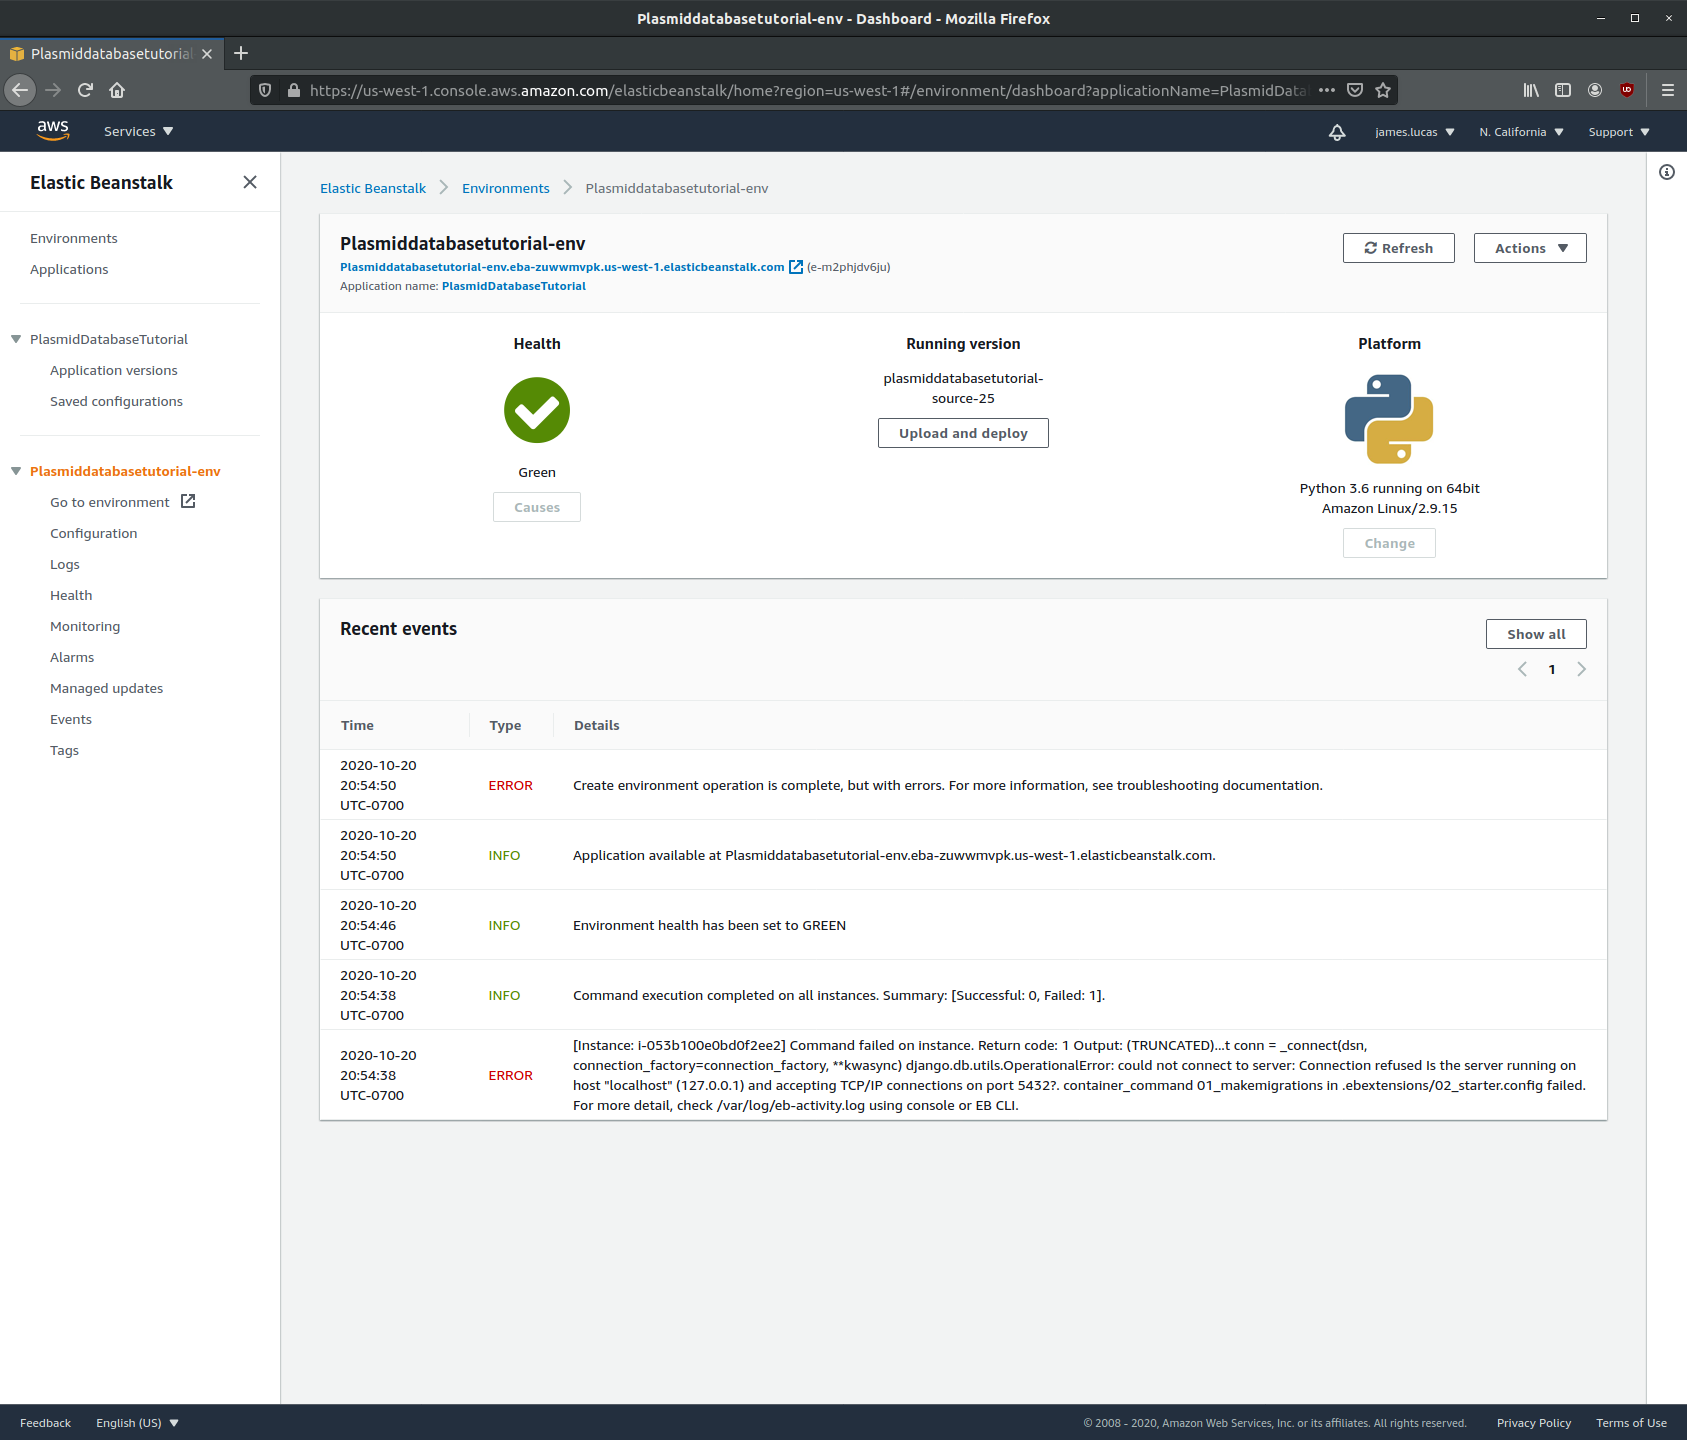 Plasmiddatabasetutorial-env - Dashboard - Mozilla Firefox
Plasmiddatabasetutorial
https://us-west-1.console.aws.amazon.com/elasticbeanstalk/home?region=us-west-1#/environment/dashboard?applicationName=PlasmidData
aws
Services
james.lucas
N. California
Support
Elastic Beanstalk
Environments
Applications
PlasmidDatabaseTutorial
Application versions
Saved configurations
Plasmiddatabasetutorial-env
Go to environment
Configuration
Logs
Health
Monitoring
Alarms
Managed updates
Events
Tags
Elastic Beanstalk
Environments
Plasmiddatabasetutorial-env
Plasmiddatabasetutorial-env
Plasmiddatabasetutorial-env.eba-zuwwmvpk.us-west-1.elasticbeanstalk.com (e-m2phjdv6ju)
Application name: PlasmidDatabaseTutorial
Refresh
Actions
Health
Green
Causes
Running version
plasmiddatabasetutorial-
source-25
Upload and deploy
Platform
Python 3.6 running on 64bit
Amazon Linux/2.9.15
Change
Recent events
Show all
1
Time
Type
Details
2020-10-20
20:54:50
UTC-0700
ERROR
Create environment operation is complete, but with errors. For more information, see troubleshooting documentation.
2020-10-20
20:54:50
UTC-0700
INFO
Application available at Plasmiddatabasetutorial-env.eba-zuwwmvpk.us-west-1.elasticbeanstalk.com.
2020-10-20
20:54:46
UTC-0700
INFO
Environment health has been set to GREEN
2020-10-20
20:54:38
UTC-0700
INFO
Command execution completed on all instances. Summary: [Successful: 0, Failed: 1].
2020-10-20
20:54:38
UTC-0700
ERROR
[Instance: i-053b100e0bd0f2ee2] Command failed on instance. Return code: 1 Output: (TRUNCATED)...t conn = _connect(dsn,
connection_factory=connection_factory, **kwasync) django.db.utils.OperationalError: could not connect to server: Connection refused Is the server running on
host "localhost" (127.0.0.1) and accepting TCP/IP connections on port 5432?. container_command 01_makemigrations in .ebextensions/02_starter.config failed.
For more detail, check /var/log/eb-activity.log using console or EB CLI.
Feedback
English (US)
© 2008 - 2020, Amazon Web Services, Inc. or its affiliates. All rights reserved.
Privacy Policy
Terms of Use